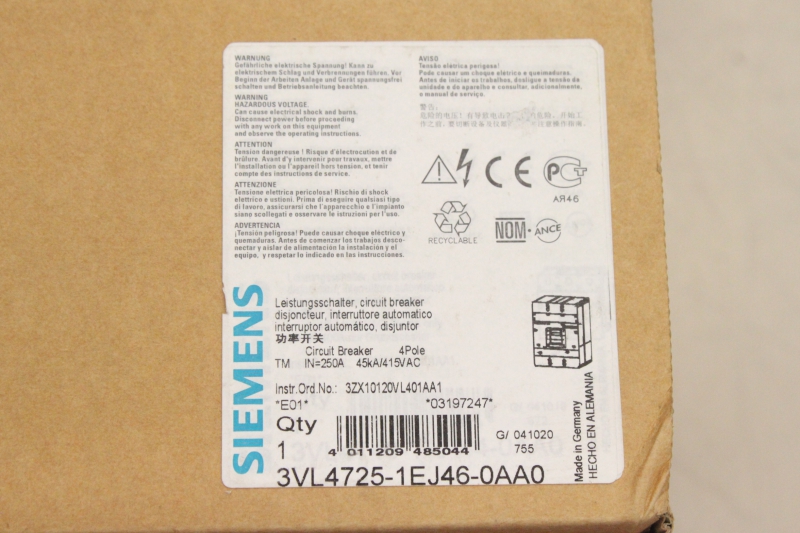 WARNUNG
Gefährliche elektrische Spannung! Kann zu
elektrischem Schlag und Verbrennungen führen. Vor
Beginn der Arbeiten Anlage und Gerät spannungsfrei
schalten und Betriebsanleitung beachten.
WARNING
HAZARDOUS VOLTAGE.
Can cause electrical shock and burns.
Disconnect power before proceeding
with any work on this equipment
and observe the operating instructions.
ATTENTION
Tension dangereuse ! Risque d'électrocution et de
brûlure. Avant d'y intervenir pour travaux, mettre
l'installation ou l'appareil hors tension, et tenir
compte des instructions de service.
ATTENZIONE
Tensione elettrica pericolosa! Rischio di shock
elettrico e ustioni. Prima di eseguire qualsiasi tipo
di lavoro, assicurarsi che l'apparecchio e l'impianto
siano scollegati e osservare le istruzioni per l'uso.
ADVERTENCIA
¡Tensión peligrosa! Puede causar choque eléctrico y
quemaduras. Antes de comenzar los trabajos desco-
nectar y aislar de alimentación la instalación y el
equipo, y respetar lo indicado en las instrucciones.
AVISO
Tensão elétrica perigosa!
Pode causar um choque elétrico e queimaduras.
Antes de iniciar os trabalhos, desligue a tensão da
unidade e do aparelho e consultar, adicionalmente,
o manual de serviço.
警告:
CE
РСТ
АЯ46
RECYCLABLE
NOM-ANCE
SIEMENS
Leistungsschalter, circuit breaker
disjoncteur, interruttore automatico
interruptor automático, disjuntor
功率开关
Circuit Breaker 4Pole
TM IN=250A 45kA/415VAC
Instr.Ord.No.: 3ZX10120VL401AA1
*E01* *03197247*
Qty
1
4 011209 485044
G/ 041020
755
3VL4725-1EJ46-0AA0
Made in Germany
HECHO EN ALEMANIA